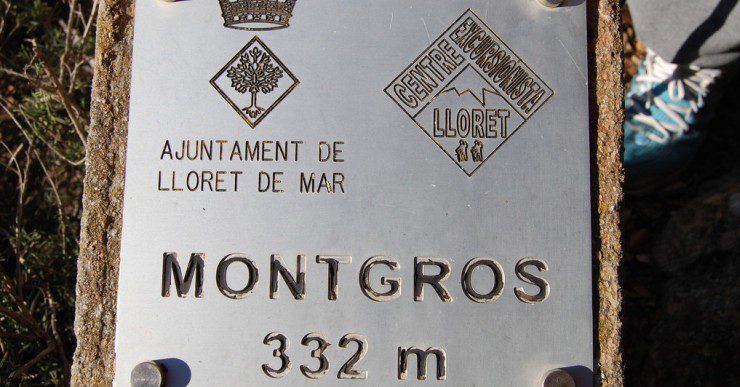 AJUNTAMENT DE
LLORET DE MAR
CENTRE EXCURSIONISTA
LLORET
MONTGROS
332 m